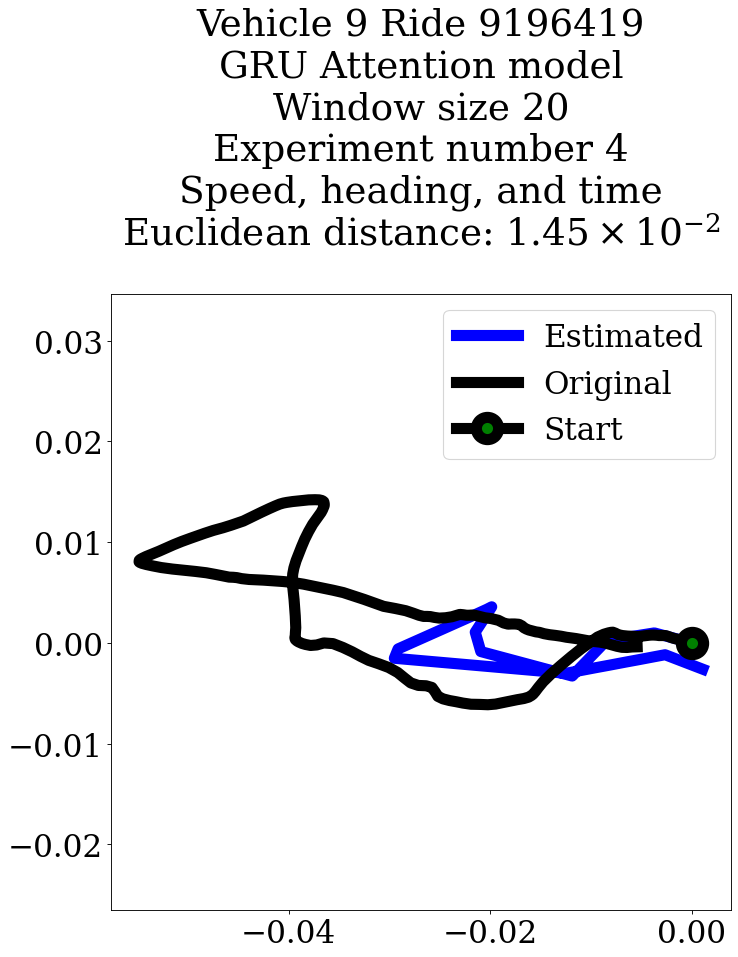 Vehicle 9 Ride 9196419
GRU Attention model
Window size 20
Experiment number 4
Speed, heading, and time
Euclidean distance: 1.45 × 10⁻²
Estimated
Original
Start
0.03
0.02
0.01
0.00
−0.01
−0.02
−0.04
−0.02
0.00